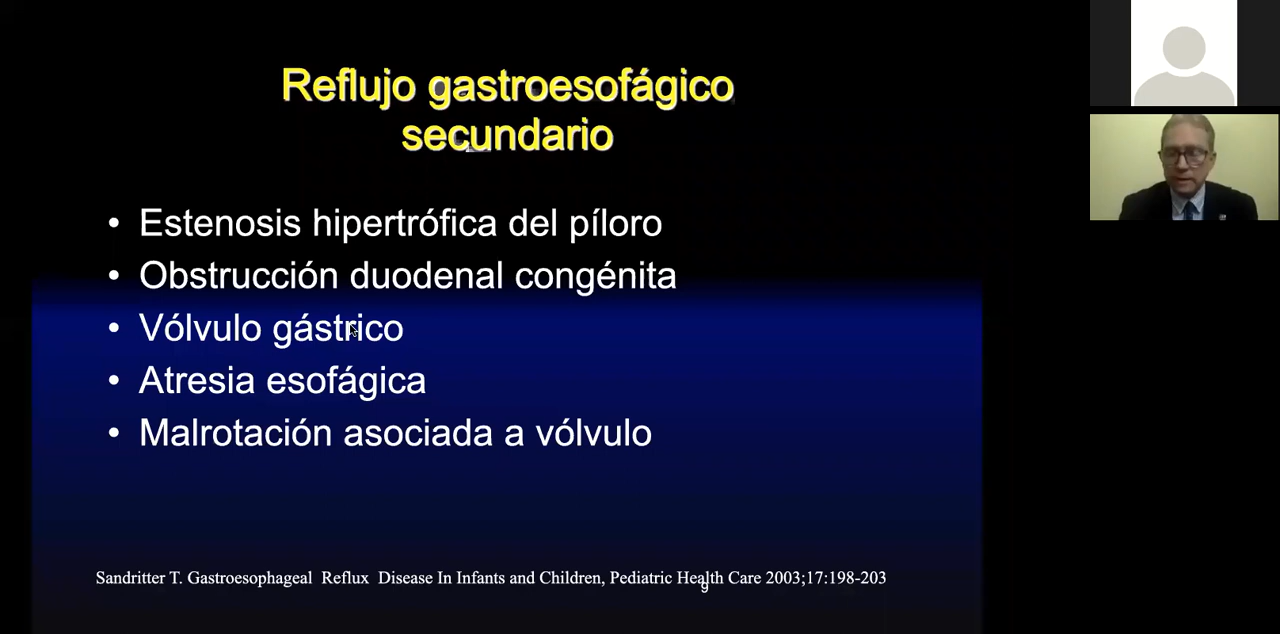 Reflujo gastroesofágico
secundario
• Estenosis hipertrófica del píloro
• Obstrucción duodenal congénita
• Vólvulo gástrico
• Atresia esofágica
• Malrotación asociada a vólvulo
Sandritter T. Gastroesophageal Reflux Disease In Infants and Children, Pediatric Health Care 2003;17:198-203
9